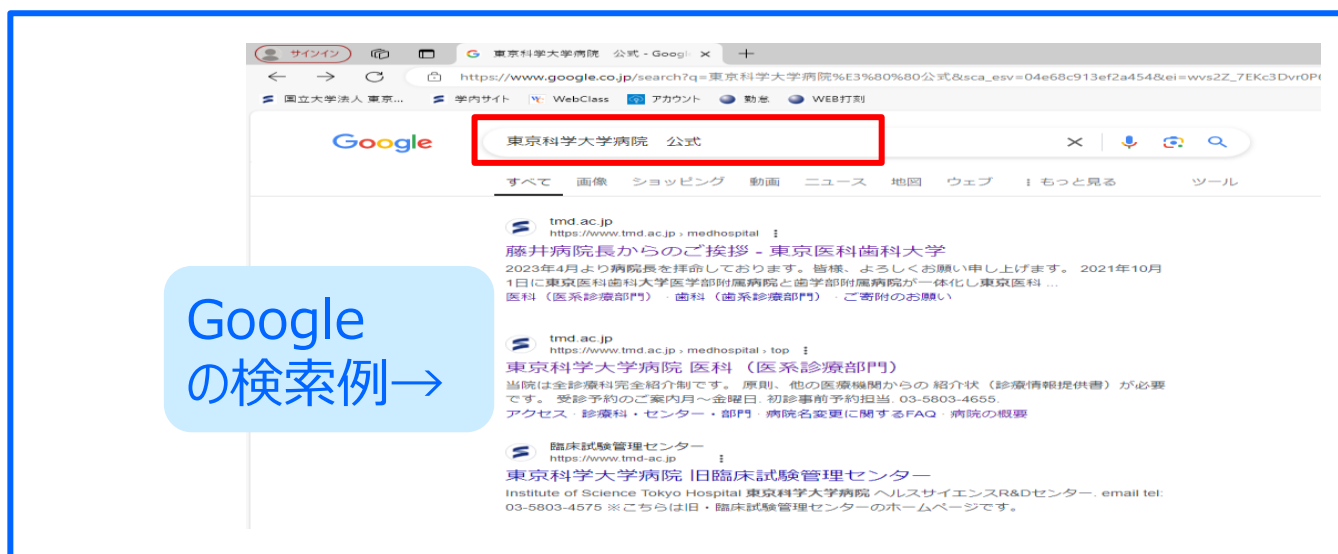 サインイン
東京科学大学病院 公式 - Googl
https://www.google.co.jp/search?q=東京科学大学病院%E3%80%80公式&sca_esv=04e68c913ef2a454&ei=wvs2Z_7EKc3Dvr0P6
国立大学法人 東京...
学内サイト
WebClass
アカウント
勤怠
WEB打刻
Google
東京科学大学病院 公式
すべて 画像 ショッピング 動画 ニュース 地図 ウェブ もっと見る ツール
tmd.ac.jp
https://www.tmd.ac.jp › medhospital
藤井病院長からのご挨拶 - 東京医科歯科大学
2023年4月より病院長を拝命しております。皆様、よろしくお願い申し上げます。 2021年10月
1日に東京医科歯科大学医学部附属病院と歯学部附属病院が一体化し東京医科 ...
医科（医系診療部門） · 歯科（歯系診療部門） · ご寄附のお願い
Google
の検索例→
tmd.ac.jp
https://www.tmd.ac.jp › medhospital › top
東京科学大学病院 医科（医系診療部門）
当院は全診療科完全紹介制です。 原則、他の医療機関からの 紹介状（診療情報提供書）が必要
です。 受診予約のご案内月～金曜日. 初診事前予約担当. 03-5803-4655.
アクセス · 診療科・センター・部門 · 病院名変更に関するFAQ · 病院の概要
臨床試験管理センター
https://www.tmd-ac.jp
東京科学大学病院 旧臨床試験管理センター
Institute of Science Tokyo Hospital 東京科学大学病院 ヘルスサイエンスR&Dセンター. email tel:
03-5803-4575 ※こちらは旧・臨床試験管理センターのホームページです。